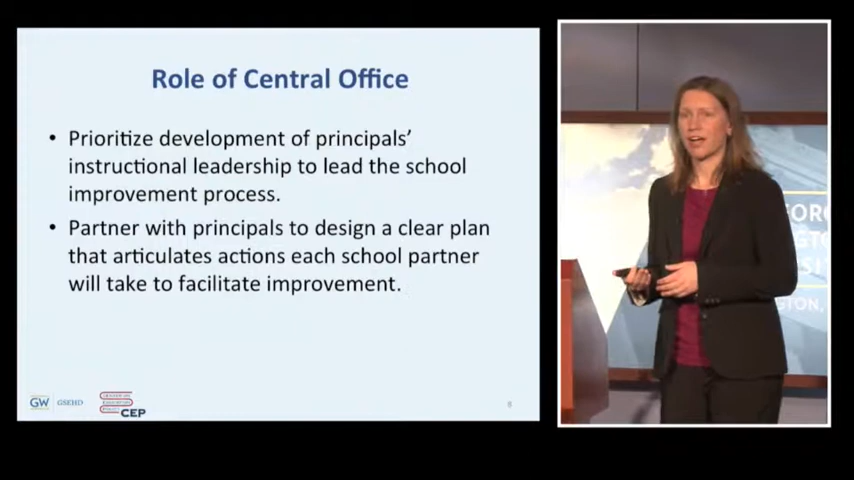 Role of Central Office
• Prioritize development of principals'
instructional leadership to lead the school
improvement process.
• Partner with principals to design a clear plan
that articulates actions each school partner
will take to facilitate improvement.
GW GSEHD
CEP
8